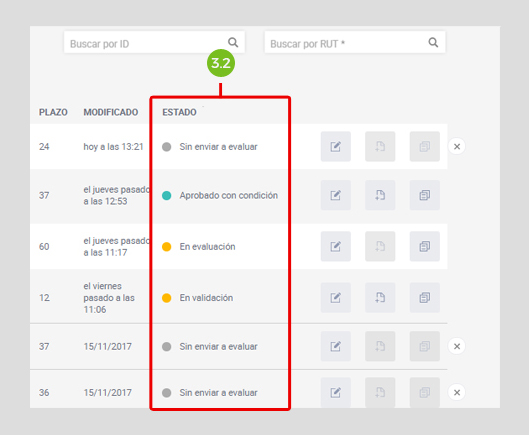 Buscar por ID
Buscar por RUT *
3.2
PLAZO MODIFICADO ESTADO
24 hoy a las 13:21 Sin enviar a evaluar
37 el jueves pasado a las 12:53 Aprobado con condición
60 el jueves pasado a las 11:17 En evaluación
12 el viernes pasado a las 11:06 En validación
37 15/11/2017 Sin enviar a evaluar
36 15/11/2017 Sin enviar a evaluar